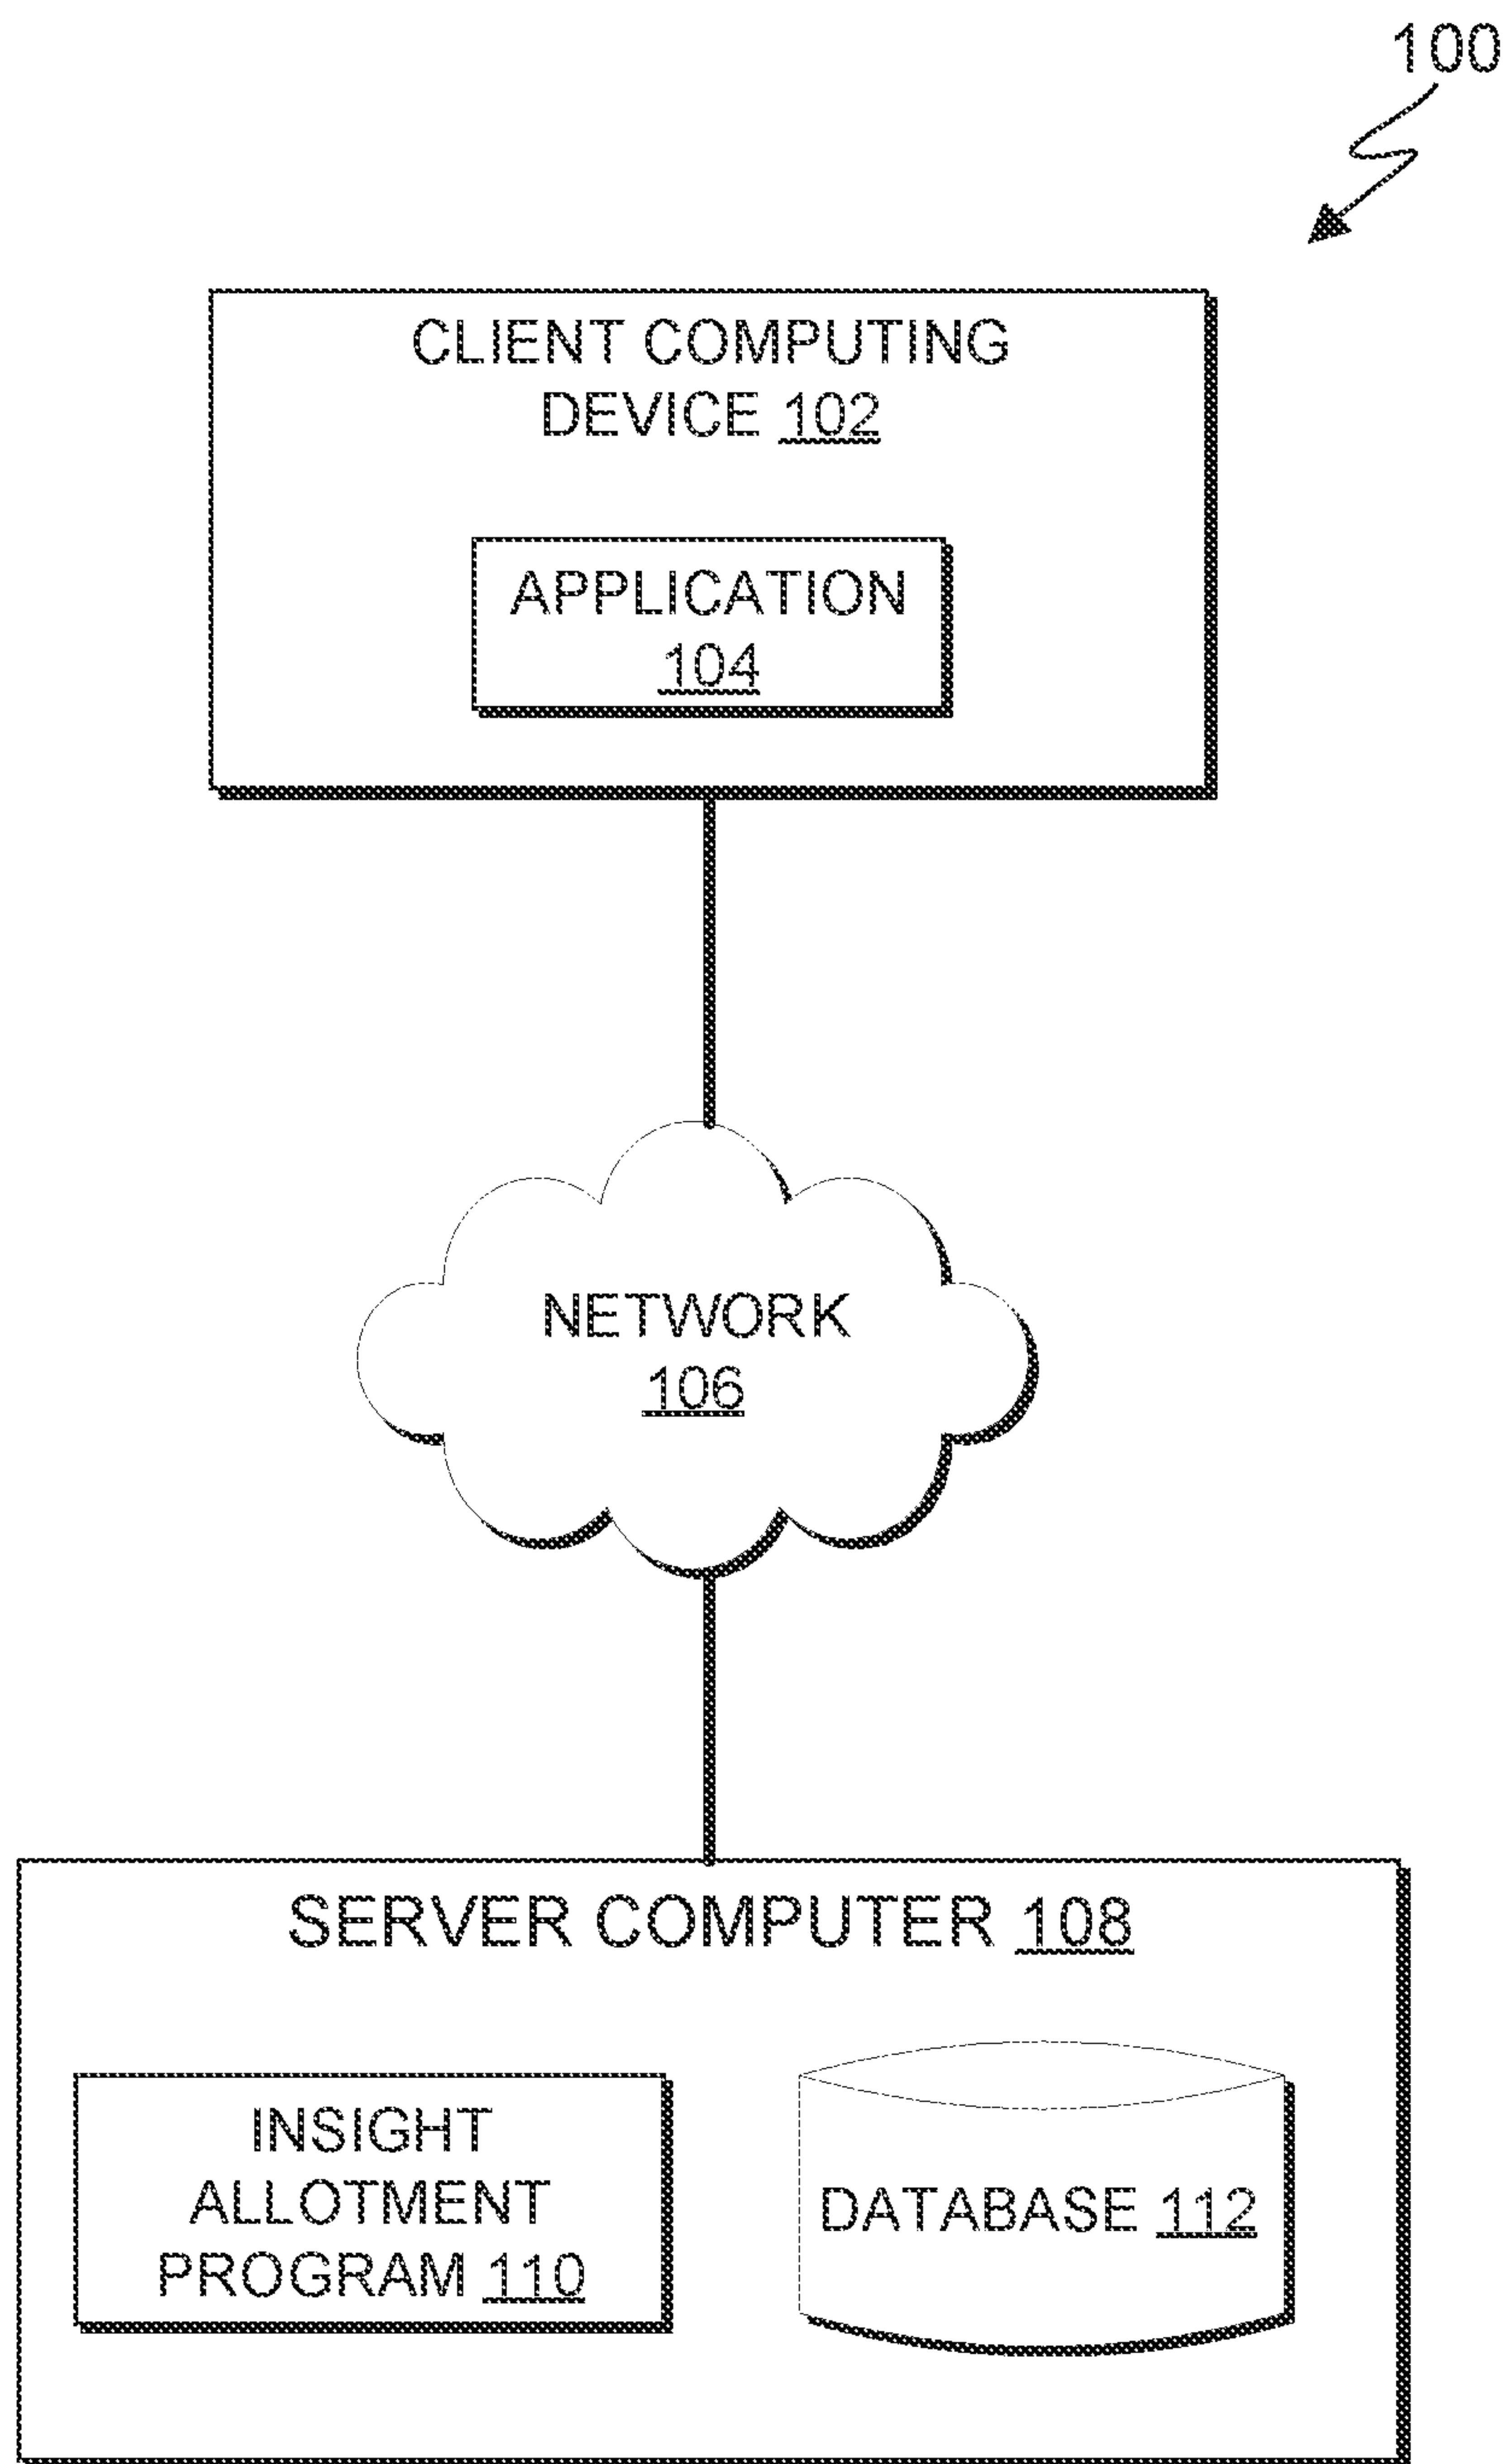 100
CLIENT COMPUTING
DEVICE 102
APPLICATION
104
NETWORK
106
SERVER COMPUTER 108
INSIGHT
ALLOTMENT
PROGRAM 110
DATABASE 112